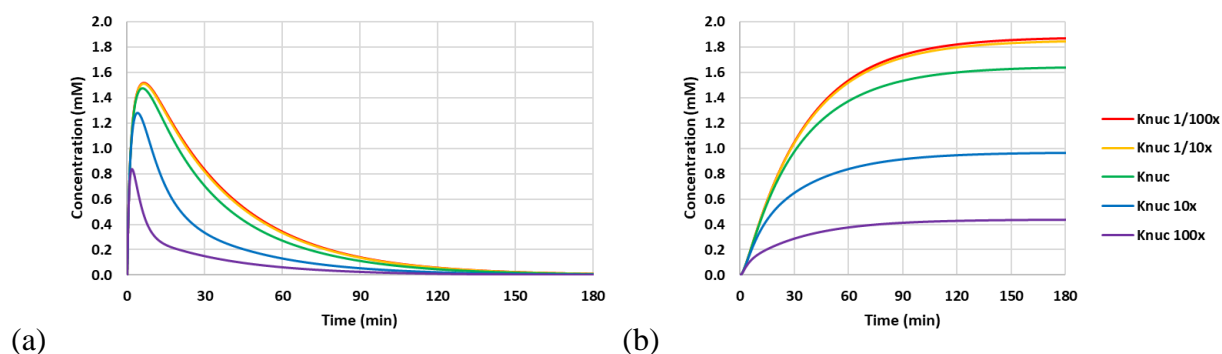 Concentration (mM)
2.0
1.8
1.6
1.4
1.2
1.0
0.8
0.6
0.4
0.2
0.0
0 30 60 90 120 150 180
Time (min)
(a)
Concentration (mM)
2.0
1.8
1.6
1.4
1.2
1.0
0.8
0.6
0.4
0.2
0.0
0 30 60 90 120 150 180
Time (min)
(b)
Knuc 1/100x
Knuc 1/10x
Knuc
Knuc 10x
Knuc 100x